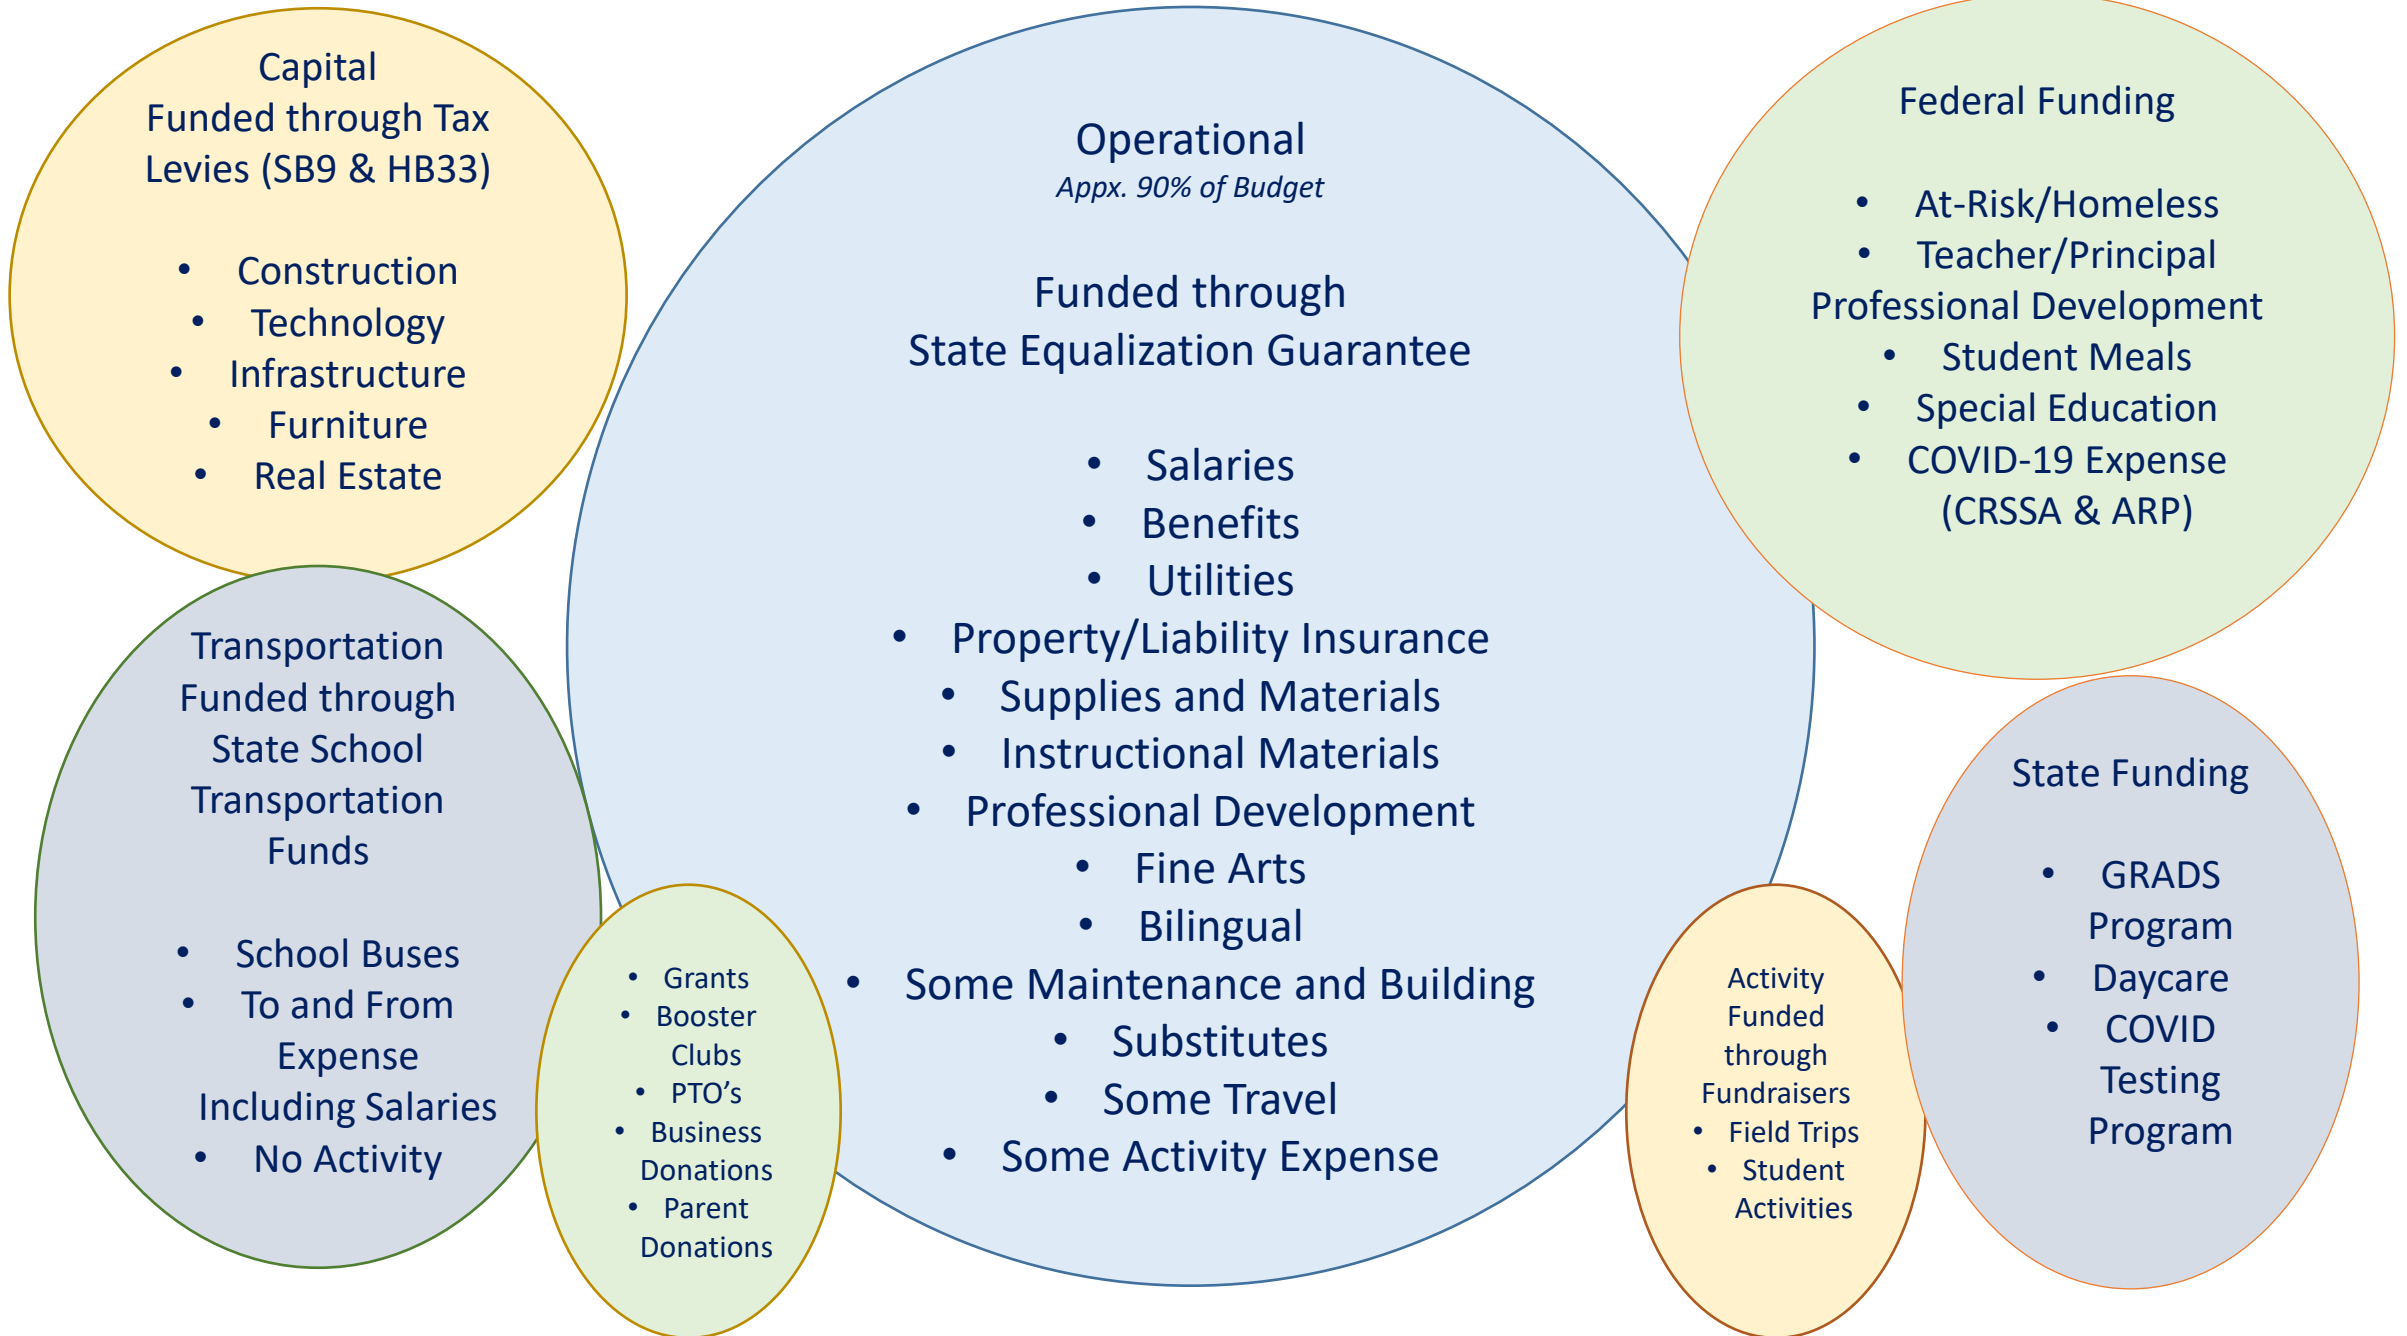 Capital
Funded through Tax
Levies (SB9 & HB33)
• Construction
• Technology
• Infrastructure
• Furniture
• Real Estate
Operational
Appx. 90% of Budget
Funded through
State Equalization Guarantee
• Salaries
• Benefits
• Utilities
• Property/Liability Insurance
• Supplies and Materials
• Instructional Materials
• Professional Development
• Fine Arts
• Bilingual
• Some Maintenance and Building
• Substitutes
• Some Travel
• Some Activity Expense
Federal Funding
• At-Risk/Homeless
• Teacher/Principal
Professional Development
• Student Meals
• Special Education
• COVID-19 Expense
(CRSSA & ARP)
Transportation
Funded through
State School
Transportation
Funds
• School Buses
• To and From
Expense
Including Salaries
• No Activity
• Grants
• Booster
Clubs
• PTO’s
• Business
Donations
• Parent
Donations
Activity
Funded
through
Fundraisers
• Field Trips
• Student
Activities
State Funding
• GRADS
Program
• Daycare
• COVID
Testing
Program